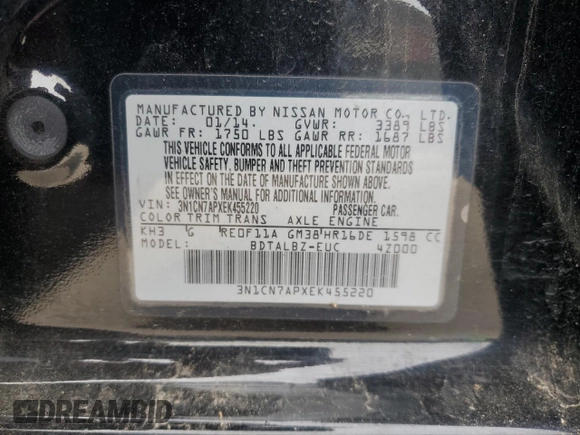 MANUFACTURED BY NISSAN MOTOR CO., LTD.
DATE: 01/14. GVWR: 3389 LBS
GAWR FR: 1750 LBS GAWR RR: 1687 LBS
THIS VEHICLE CONFORMS TO ALL APPLICABLE FEDERAL MOTOR
VEHICLE SAFETY, BUMPER AND THEFT PREVENTION STANDARDS
IN EFFECT ON THE DATE OF MANUFACTURE SHOWN ABOVE.
SEE OWNER'S MANUAL FOR ADDITIONAL INFORMATION
VIN: 3N1CN7APXEK455220 PASSENGER CAR.
COLOR TRIM TRANS AXLE ENGINE
KH3 G RE0F11A GM38 HR16DE 1598 CC
MODEL: BDTALBZ-EUC 4Z000
3N1CN7APXEK455220
DREAMBID